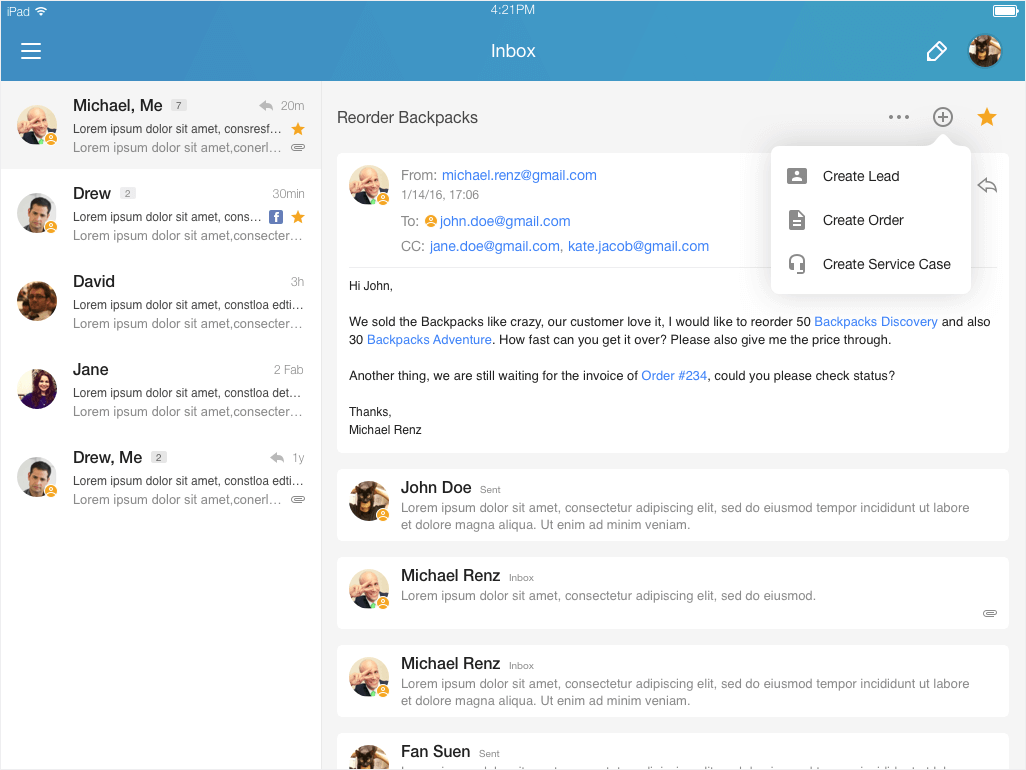 iPad 4:21PM
Inbox
Michael, Me 7 20m
Lorem ipsum dolor sit amet, consresf...
Lorem ipsum dolor sit amet,conerl...
Drew 2 30min
Lorem ipsum dolor sit amet, cons...
Lorem ipsum dolor sit amet,consecter...
David 3h
Lorem ipsum dolor sit amet, constloa edti...
Lorem ipsum dolor sit amet,consecter...
Jane 2 Fab
Lorem ipsum dolor sit amet, constloa det...
Lorem ipsum dolor sit amet,consecter...
Drew, Me 2 1y
Lorem ipsum dolor sit amet, constloa edti...
Lorem ipsum dolor sit amet,conerl...
Reorder Backpacks
Create Lead
Create Order
Create Service Case
From: michael.renz@gmail.com
1/14/16, 17:06
To: john.doe@gmail.com
CC: jane.doe@gmail.com, kate.jacob@gmail.com
Hi John,
We sold the Backpacks like crazy, our customer love it, I would like to reorder 50 Backpacks Discovery and also
30 Backpacks Adventure. How fast can you get it over? Please also give me the price through.
Another thing, we are still waiting for the invoice of Order #234, could you please check status?
Thanks,
Michael Renz
John Doe Sent
Lorem ipsum dolor sit amet, consectetur adipiscing elit, sed do eiusmod tempor incididunt ut labore
et dolore magna aliqua. Ut enim ad minim veniam.
Michael Renz Inbox
Lorem ipsum dolor sit amet, consectetur adipiscing elit, sed do eiusmod.
Michael Renz Inbox
Lorem ipsum dolor sit amet, consectetur adipiscing elit, sed do eiusmod tempor incididunt ut labore
et dolore magna aliqua. Ut enim ad minim veniam.
Fan Suen Sent